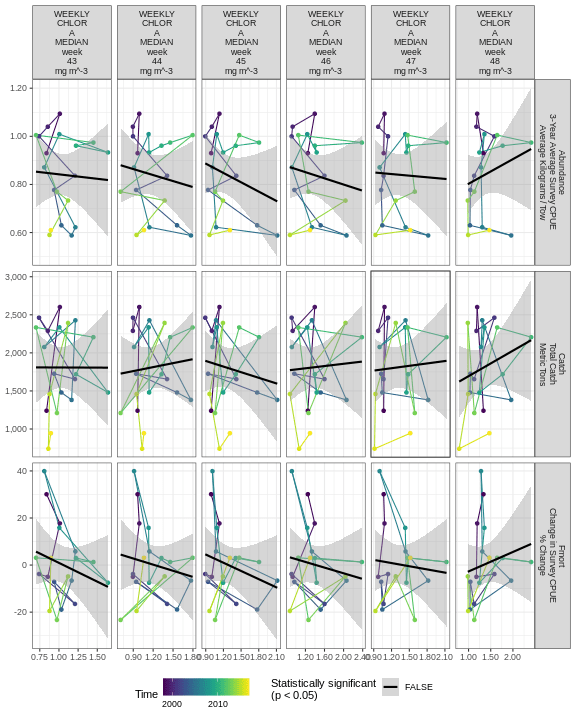 WEEKLY CHLOR A MEDIAN week 43 mg m^-3
WEEKLY CHLOR A MEDIAN week 44 mg m^-3
WEEKLY CHLOR A MEDIAN week 45 mg m^-3
WEEKLY CHLOR A MEDIAN week 46 mg m^-3
WEEKLY CHLOR A MEDIAN week 47 mg m^-3
WEEKLY CHLOR A MEDIAN week 48 mg m^-3
1.20
1.00
0.80
0.60
Abundance
3-Year Average Survey CPUE
Average Kilograms / Tow
3,000
2,500
2,000
1,500
1,000
Catch
Total Catch
Metric Tons
40
20
0
-20
Fmort
Change in Survey CPUE
% Change
0.75 1.00 1.25 1.50
0.90 1.20 1.50 1.80
0.90 1.20 1.50 1.80 2.10
1.20 1.60 2.00 2.40
0.90 1.20 1.50 1.80 2.10
1.00 1.50 2.00
Time
2000 2010
Statistically significant
(p < 0.05)
FALSE